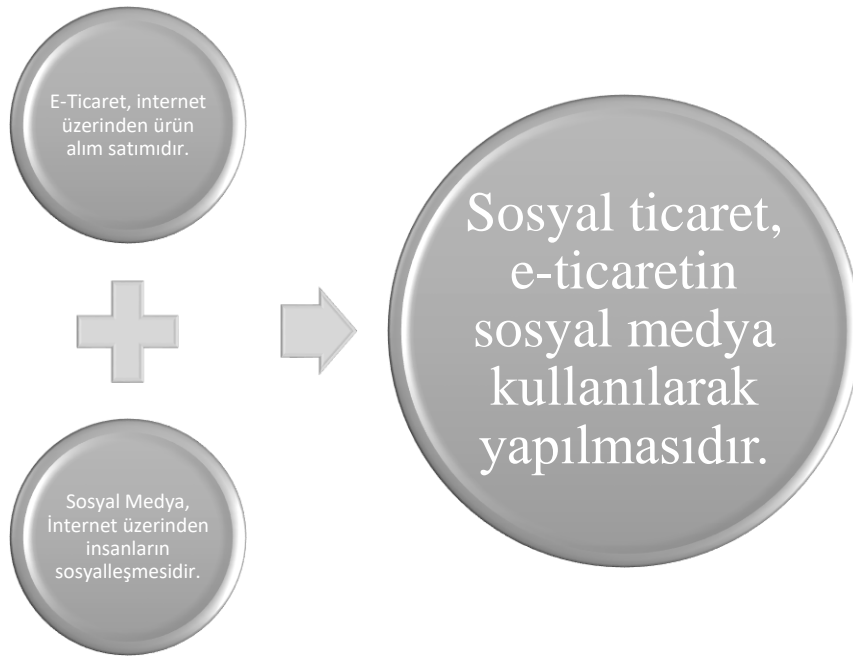 E-Ticaret, internet
üzerinden ürün
alım satımıdır.
Sosyal Medya,
İnternet üzerinden
insanların
sosyalleşmesidir.
Sosyal ticaret,
e-ticaretin
sosyal medya
kullanılarak
yapılmasıdır.